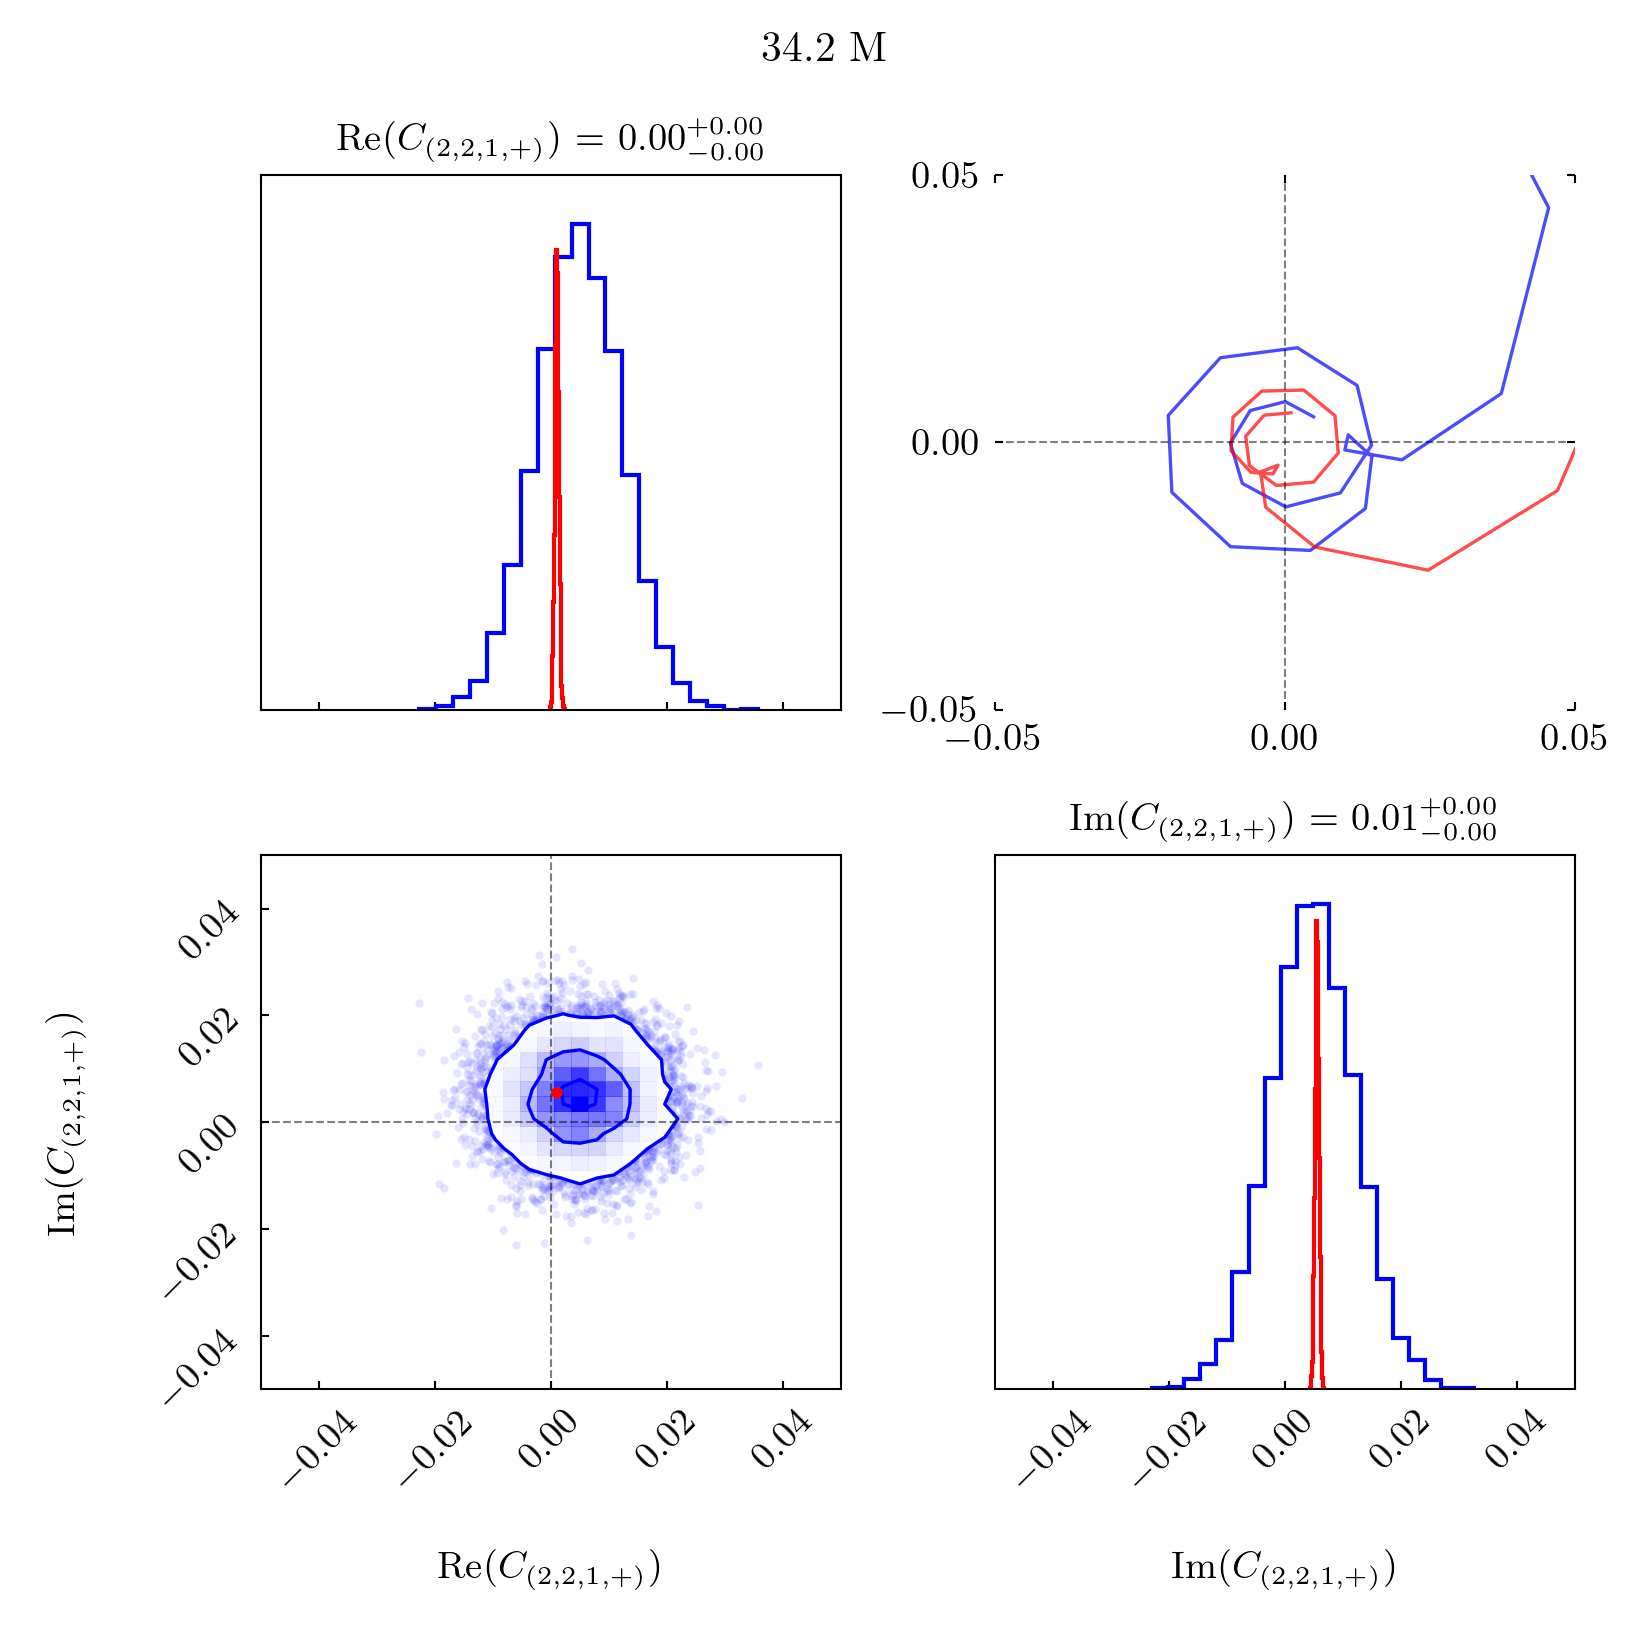 34.2 M
Re(C_(2,2,1,+)) = 0.00^{+0.00}_{−0.00}
0.05
0.00
−0.05
−0.05 0.00 0.05
Im(C_(2,2,1,+)) = 0.01^{+0.00}_{−0.00}
0.04
0.02
0.00
−0.02
−0.04
Im(C_(2,2,1,+))
−0.04 −0.02 0.00 0.02 0.04
−0.04 −0.02 0.00 0.02 0.04
Re(C_(2,2,1,+))
Im(C_(2,2,1,+))